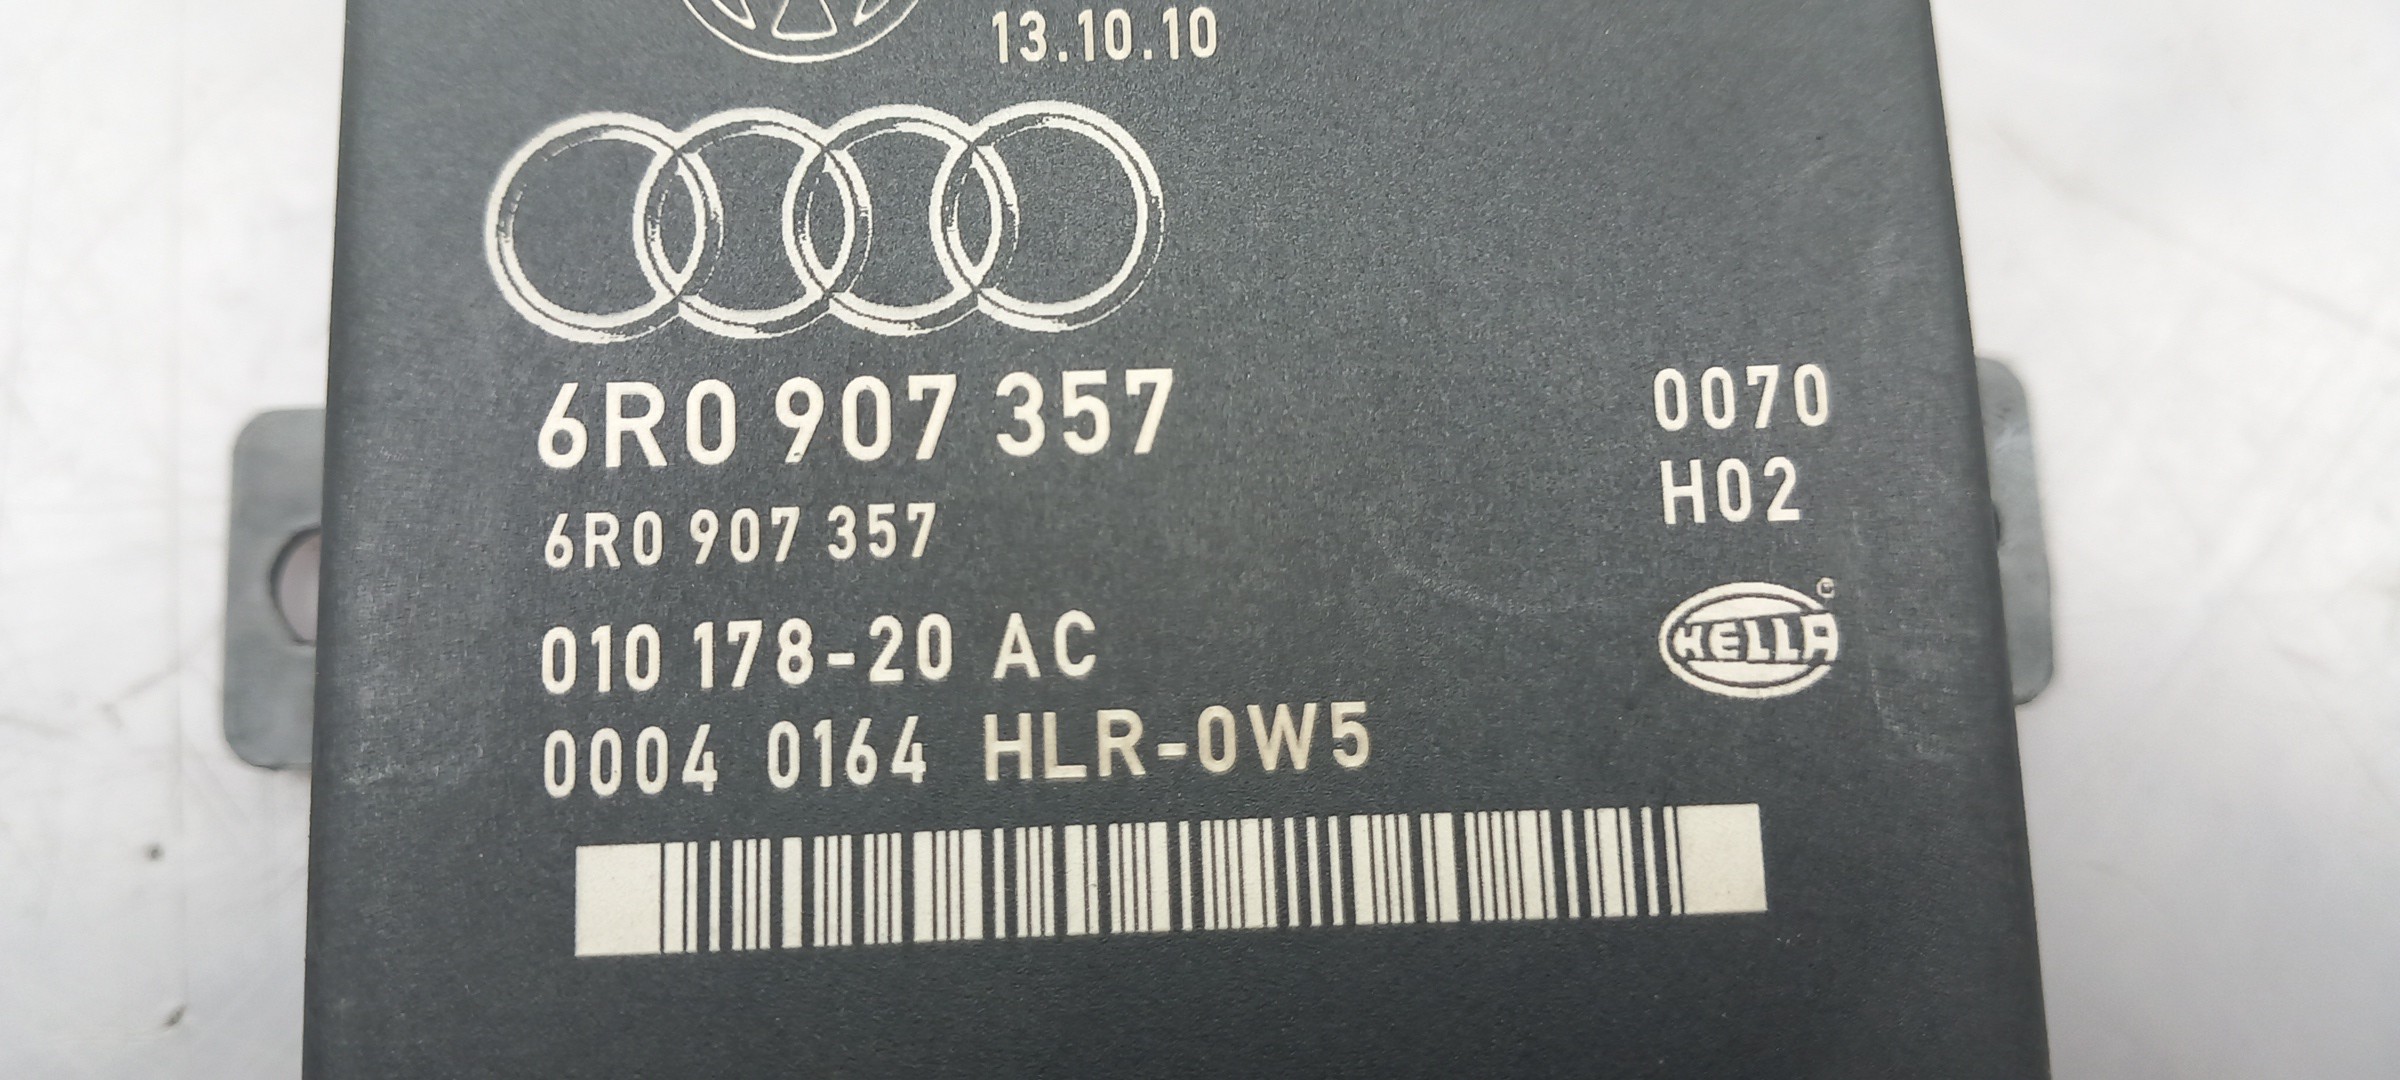 13.10.10
6R0 907 357
0070
6R0 907 357
H02
010 178-20 AC
HELLA
0004 0164 HLR-0W5